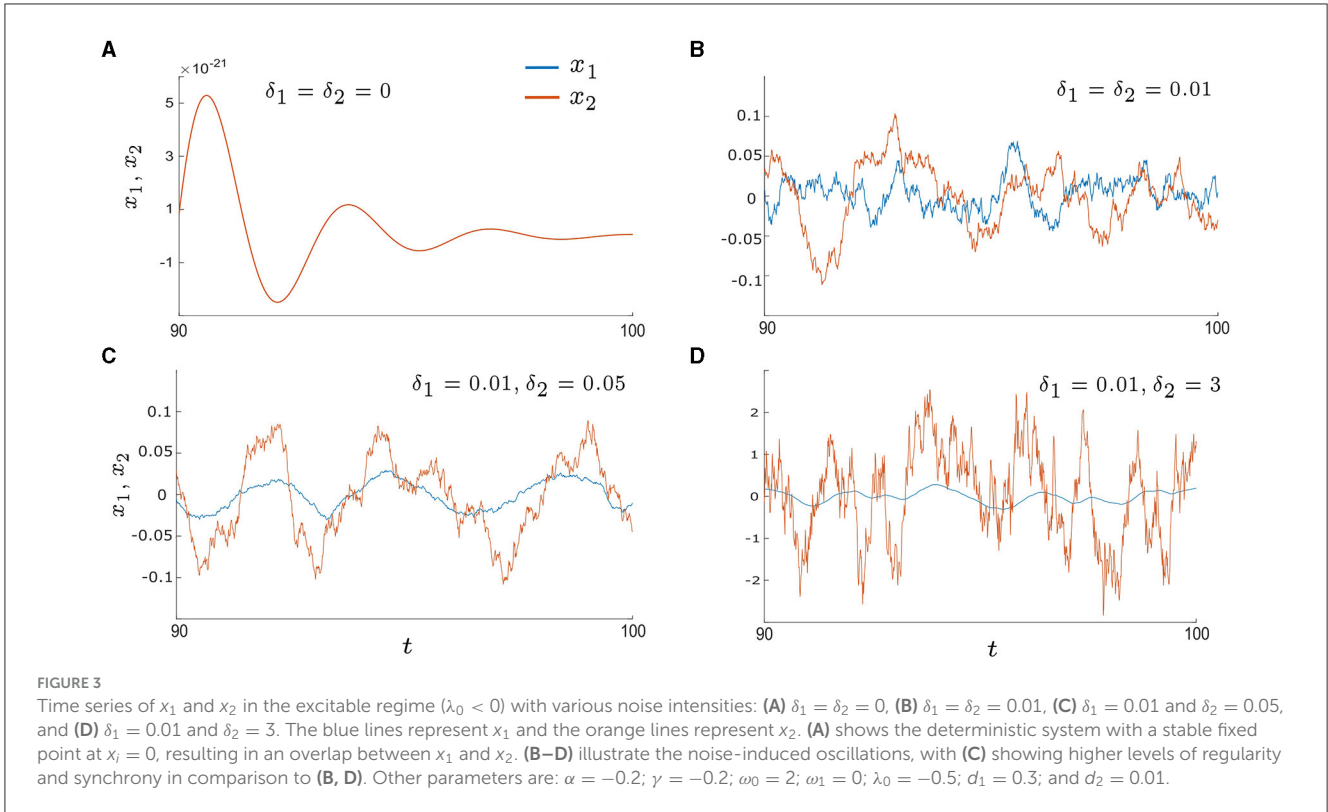 A
×10⁻²¹
δ₁ = δ₂ = 0
x₁
x₂
5
3
1
-1
x₁, x₂
90
100
B
δ₁ = δ₂ = 0.01
0.1
0.05
0
-0.05
-0.1
90
100
C
δ₁ = 0.01, δ₂ = 0.05
0.1
0.05
0
-0.05
-0.1
x₁, x₂
90
100
t
D
δ₁ = 0.01, δ₂ = 3
2
1
0
-1
-2
90
100
t
FIGURE 3
Time series of x₁ and x₂ in the excitable regime (λ₀ < 0) with various noise intensities: (A) δ₁ = δ₂ = 0, (B) δ₁ = δ₂ = 0.01, (C) δ₁ = 0.01 and δ₂ = 0.05,
and (D) δ₁ = 0.01 and δ₂ = 3. The blue lines represent x₁ and the orange lines represent x₂. (A) shows the deterministic system with a stable fixed
point at xᵢ = 0, resulting in an overlap between x₁ and x₂. (B–D) illustrate the noise-induced oscillations, with (C) showing higher levels of regularity
and synchrony in comparison to (B, D). Other parameters are: α = −0.2; γ = −0.2; ω₀ = 2; ω₁ = 0; λ₀ = −0.5; d₁ = 0.3; and d₂ = 0.01.